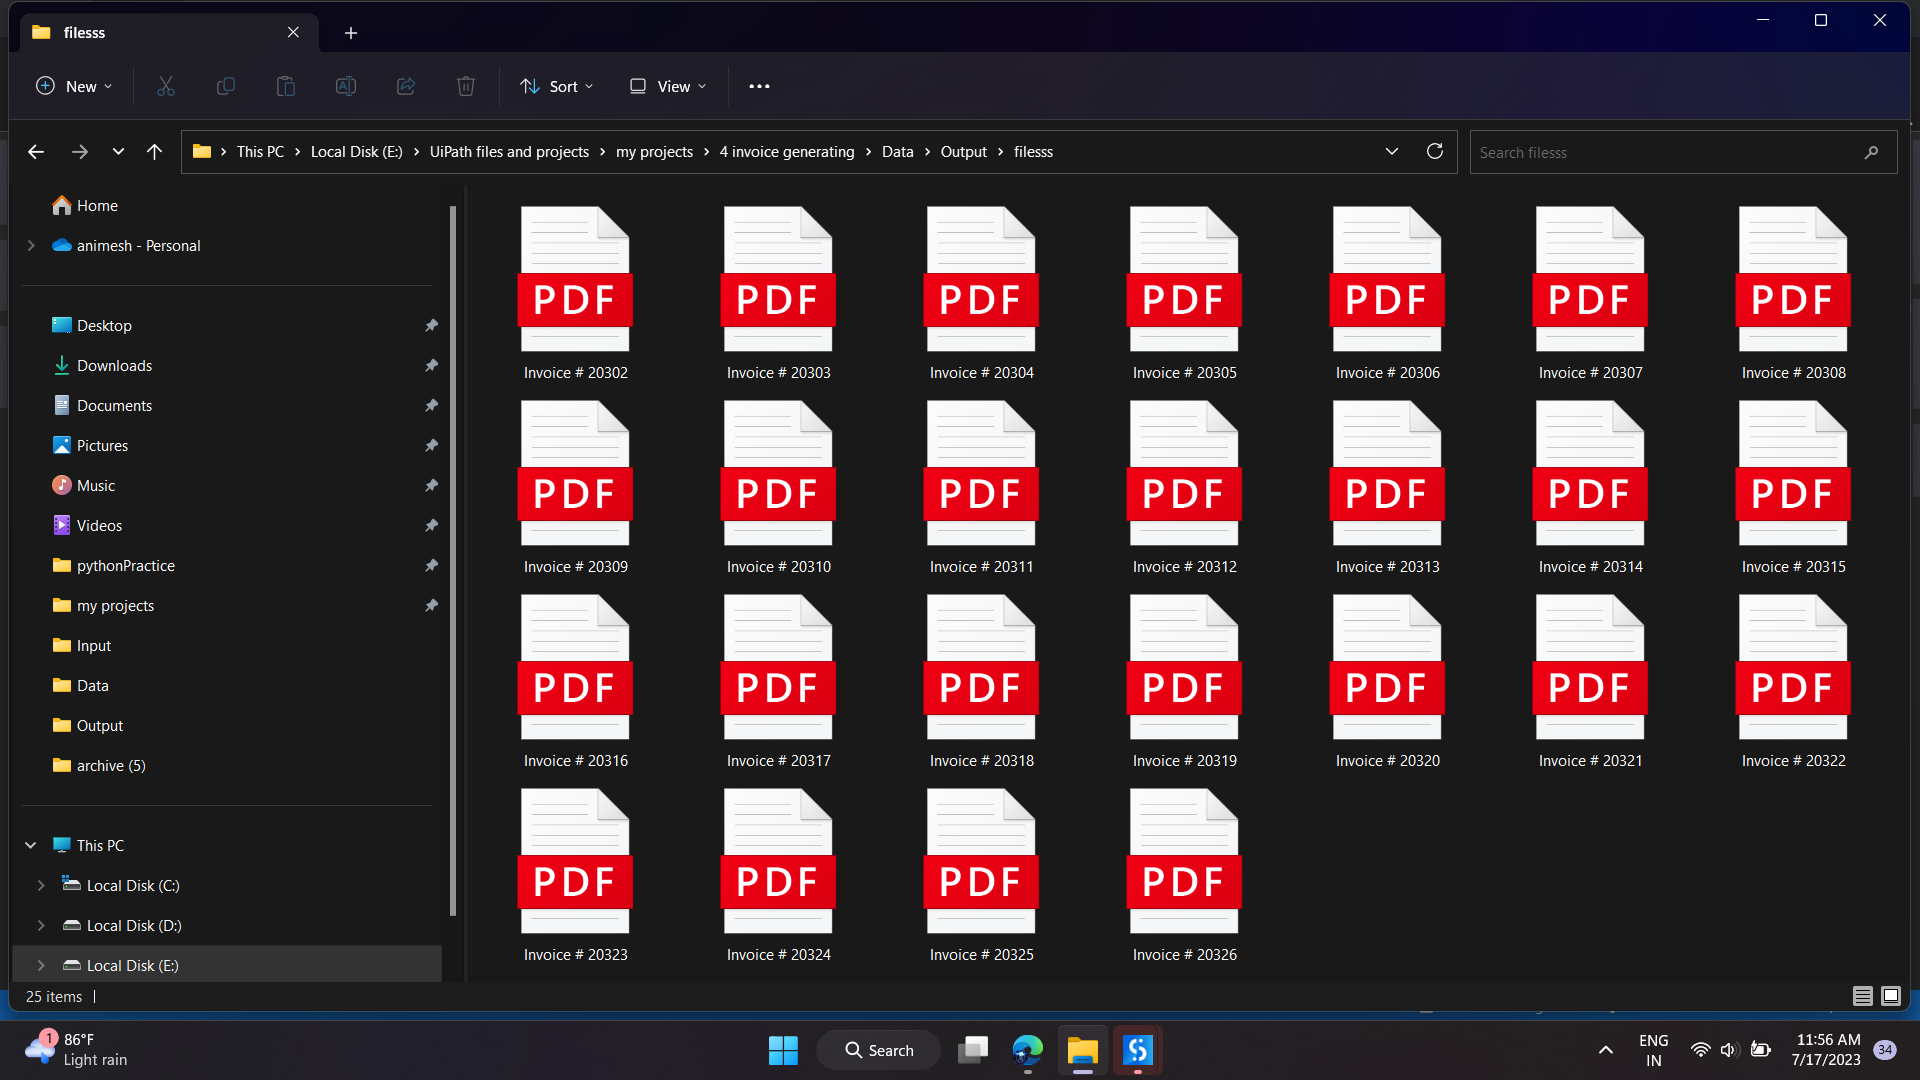 filesss
New
Sort
View
This PC > Local Disk (E:) > UiPath files and projects > my projects > 4 invoice generating > Data > Output > filesss
Search filesss
Home
animesh - Personal
Desktop
Downloads
Documents
Pictures
Music
Videos
pythonPractice
my projects
Input
Data
Output
archive (5)
This PC
Local Disk (C:)
Local Disk (D:)
Local Disk (E:)
PDF PDF PDF PDF PDF PDF PDF
Invoice # 20302 Invoice # 20303 Invoice # 20304 Invoice # 20305 Invoice # 20306 Invoice # 20307 Invoice # 20308
PDF PDF PDF PDF PDF PDF PDF
Invoice # 20309 Invoice # 20310 Invoice # 20311 Invoice # 20312 Invoice # 20313 Invoice # 20314 Invoice # 20315
PDF PDF PDF PDF PDF PDF PDF
Invoice # 20316 Invoice # 20317 Invoice # 20318 Invoice # 20319 Invoice # 20320 Invoice # 20321 Invoice # 20322
PDF PDF PDF PDF
Invoice # 20323 Invoice # 20324 Invoice # 20325 Invoice # 20326
25 items
1
86°F
Light rain
Search
ENG
IN
11:56 AM
7/17/2023
34